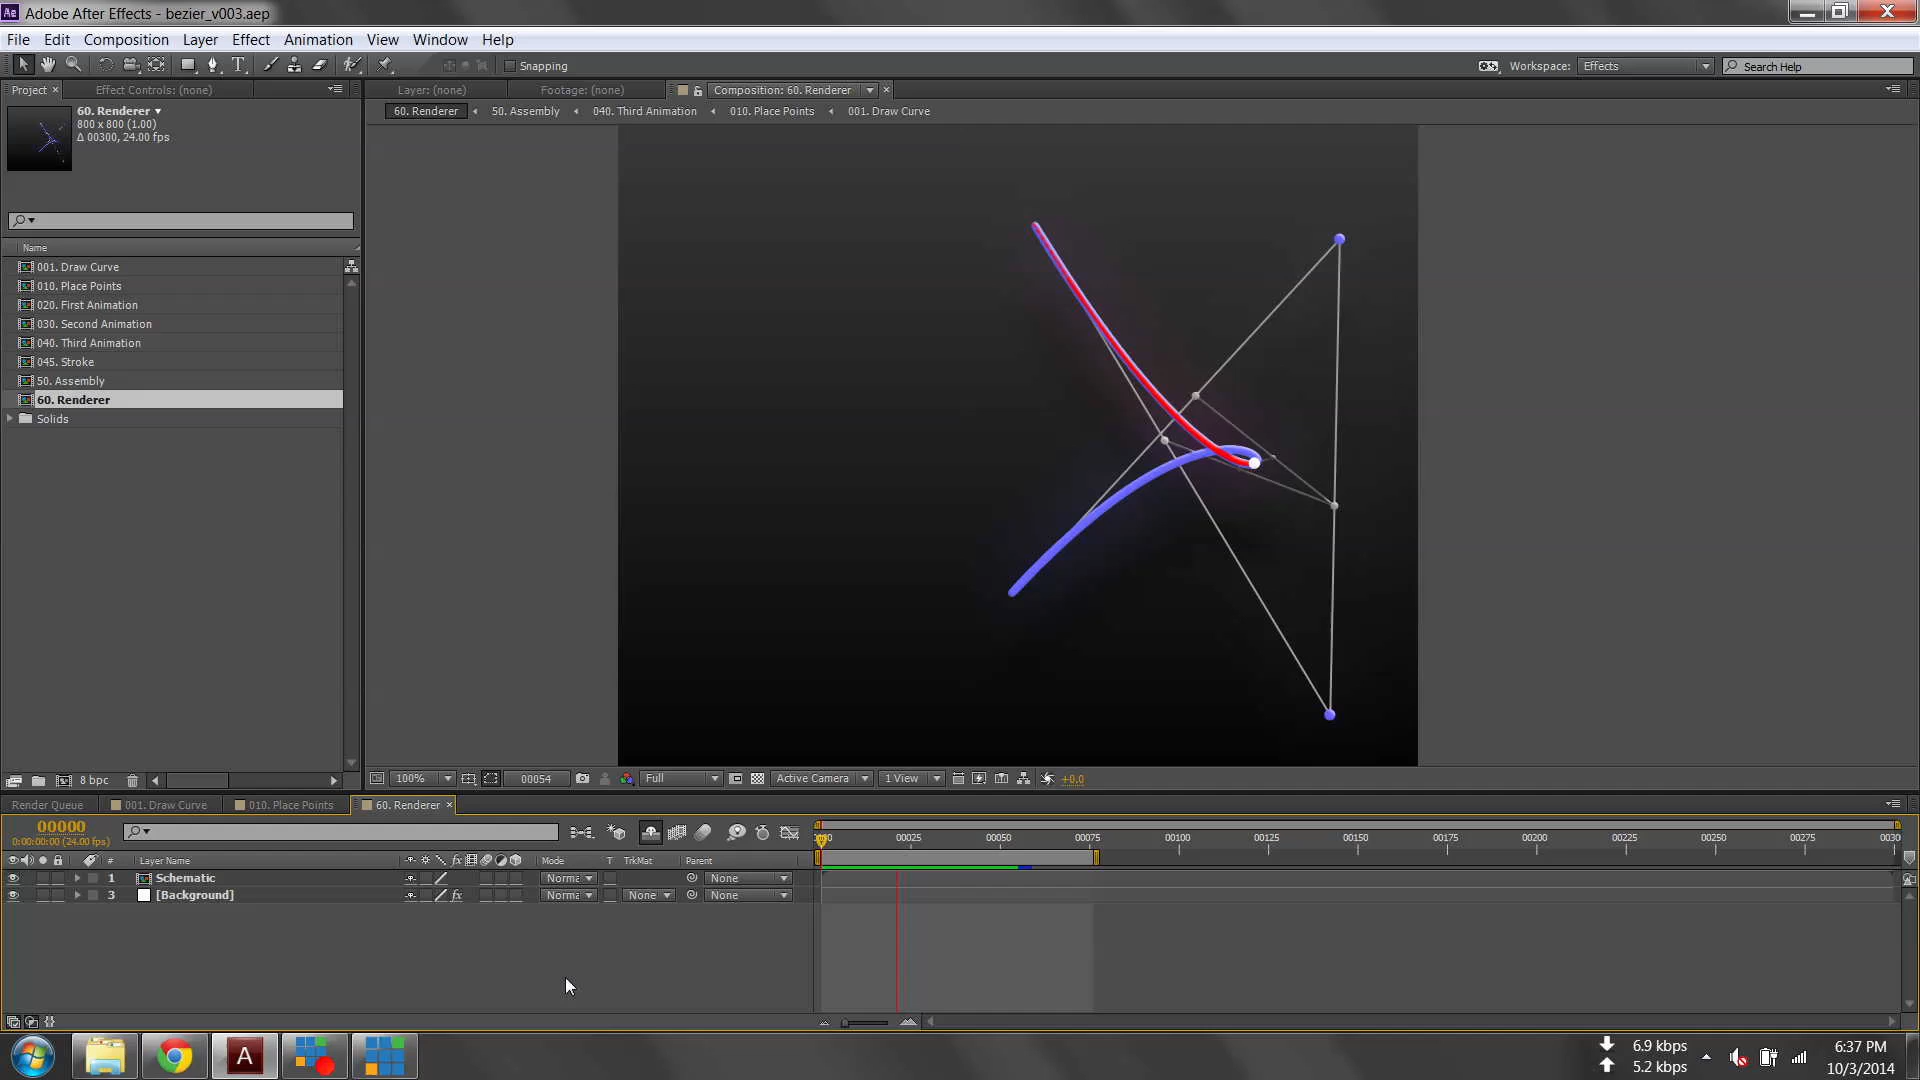 Ae Adobe After Effects - bezier_v003.aep
File Edit Composition Layer Effect Animation View Window Help
T Snapping Workspace: Effects Search Help
Project × Effect Controls: (none) Layer: (none) Footage: (none) Composition: 60. Renderer ×
60. Renderer
800 x 800 (1.00)
Δ 00300, 24.00 fps
60. Renderer 50. Assembly 040. Third Animation 010. Place Points 001. Draw Curve
Name
001. Draw Curve
010. Place Points
020. First Animation
030. Second Animation
040. Third Animation
045. Stroke
50. Assembly
60. Renderer
Solids
8 bpc
100% 00054 Full Active Camera 1 View +0.0
Render Queue 001. Draw Curve 010. Place Points 60. Renderer ×
00000
0:00:00:00 (24.00 fps)
00025 00050 00075 00100 00125 00150 00175 00200 00225 00250 00275
# Layer Name fx Mode T TrkMat Parent
1 Schematic Norma None
3 [Background] fx Norma None None
A
6.9 kbps
5.2 kbps
6:37 PM
10/3/2014